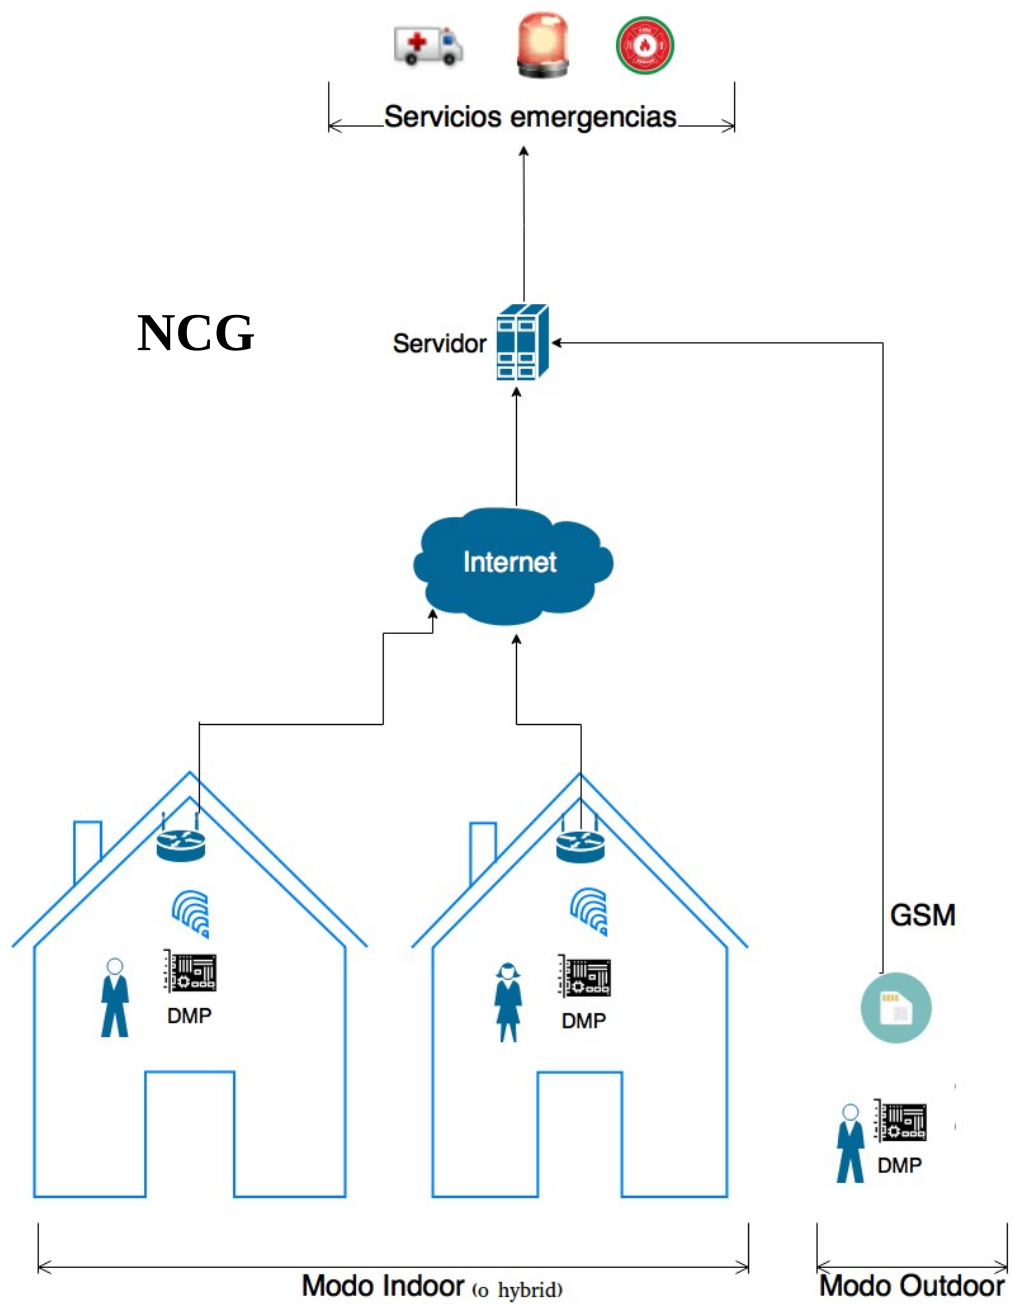 Servicios emergencias
NCG
Servidor
Internet
GSM
DMP
DMP
DMP
Modo Indoor (o hybrid)
Modo Outdoor